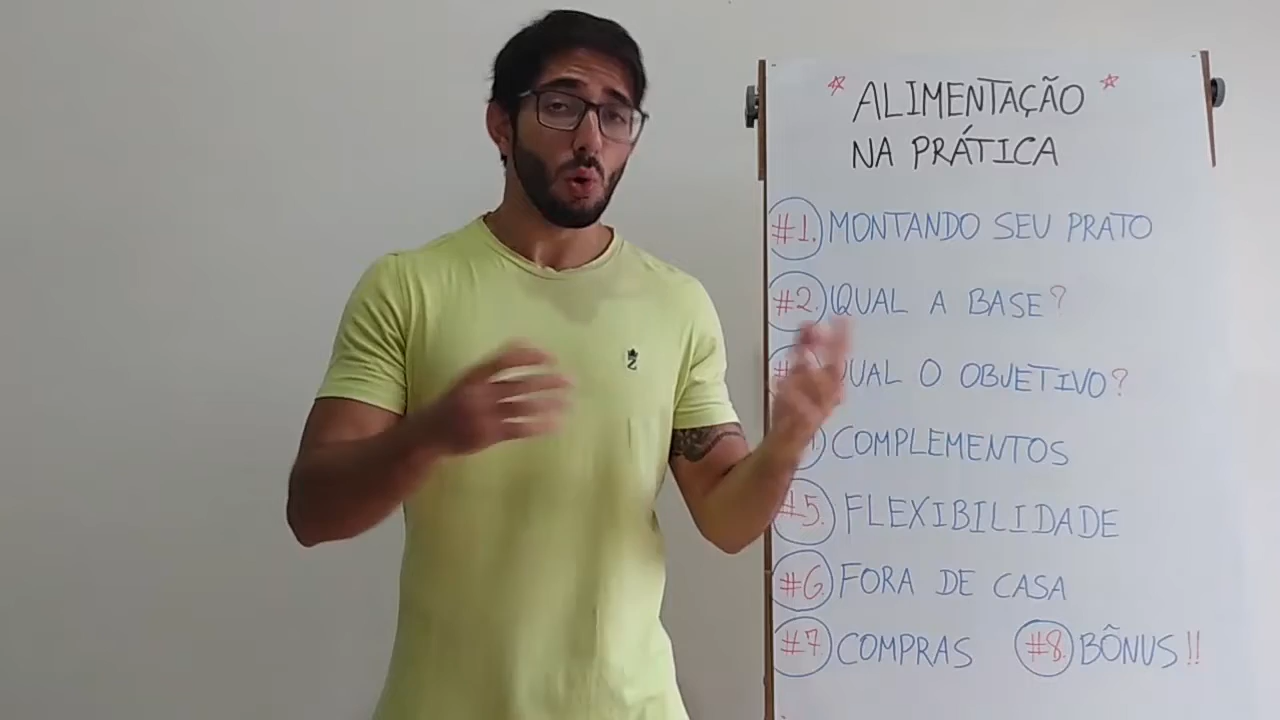 * ALIMENTAÇÃO *
NA PRÁTICA
#1. MONTANDO SEU PRATO
#2. QUAL A BASE?
# QUAL O OBJETIVO?
COMPLEMENTOS
#5. FLEXIBILIDADE
#6. FORA DE CASA
#7. COMPRAS #8. BÔNUS!!